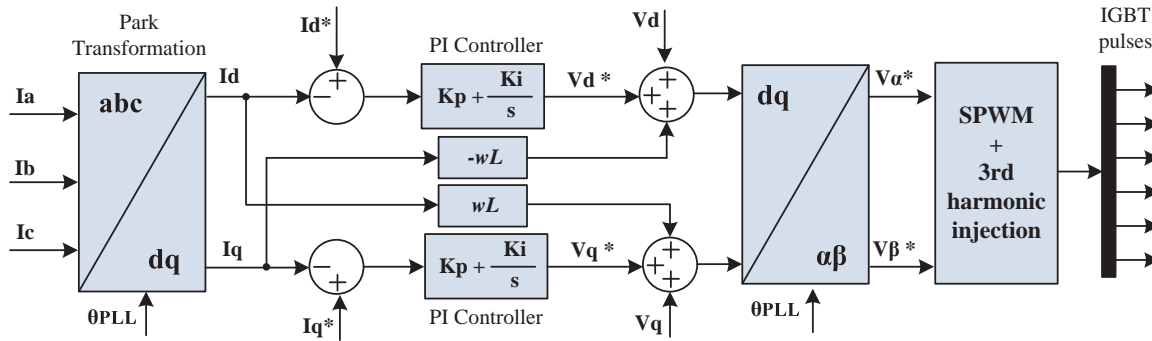 Park
Transformation
Id*
PI Controller
Vd
IGBT
pulses
Ia
Ib
Ic
abc
dq
θPLL
Id
Iq
−
+
−
+
Iq*
Kp + Ki/s
-wL
wL
Kp + Ki/s
PI Controller
Vd *
Vq *
+
+
+
+
+
+
Vq
dq
αβ
θPLL
Vα*
Vβ *
SPWM
+
3rd
harmonic
injection